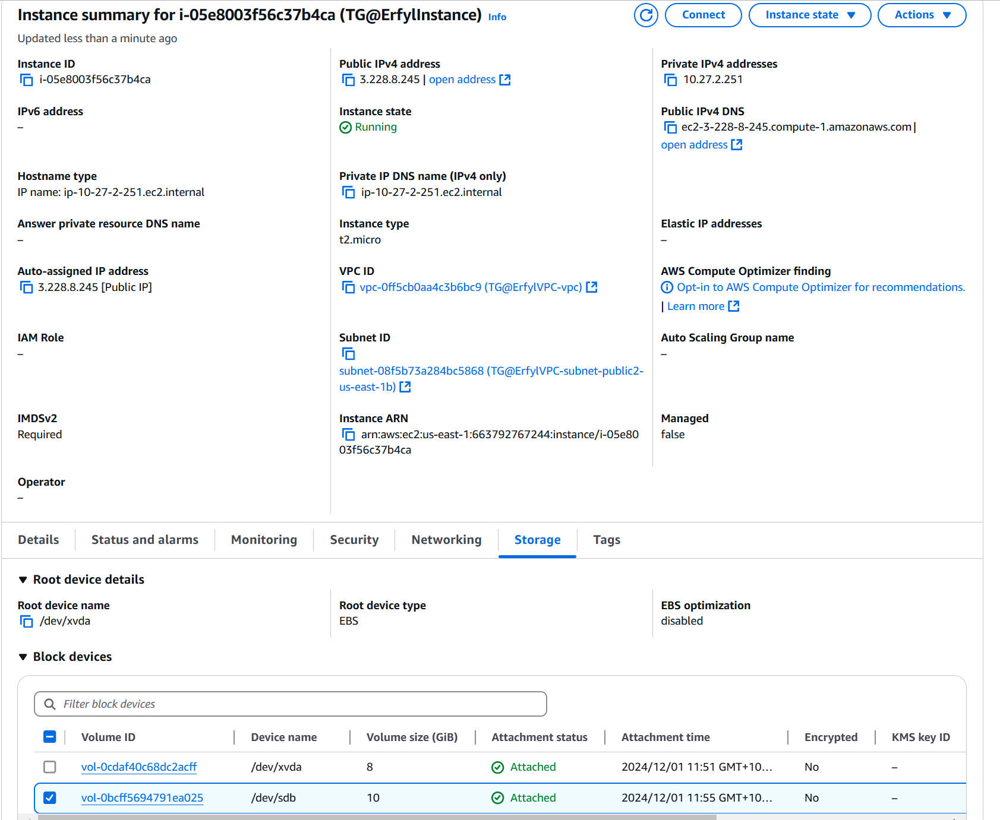 Instance summary for i-05e8003f56c37b4ca (TG@ErfylInstance) Info
Connect
Instance state
Actions
Updated less than a minute ago
Instance ID
i-05e8003f56c37b4ca
Public IPv4 address
3.228.8.245 | open address
Private IPv4 addresses
10.27.2.251
IPv6 address
–
Instance state
Running
Public IPv4 DNS
ec2-3-228-8-245.compute-1.amazonaws.com |
open address
Hostname type
IP name: ip-10-27-2-251.ec2.internal
Private IP DNS name (IPv4 only)
ip-10-27-2-251.ec2.internal
Answer private resource DNS name
–
Instance type
t2.micro
Elastic IP addresses
–
Auto-assigned IP address
3.228.8.245 [Public IP]
VPC ID
vpc-0ff5cb0aa4c3b6bc9 (TG@ErfylVPC-vpc)
AWS Compute Optimizer finding
Opt-in to AWS Compute Optimizer for recommendations.
| Learn more
IAM Role
–
Subnet ID
subnet-08f5b73a284bc5868 (TG@ErfylVPC-subnet-public2-
us-east-1b)
Auto Scaling Group name
–
IMDSv2
Required
Instance ARN
arn:aws:ec2:us-east-1:663792767244:instance/i-05e80
03f56c37b4ca
Managed
false
Operator
–
Details
Status and alarms
Monitoring
Security
Networking
Storage
Tags
Root device details
Root device name
/dev/xvda
Root device type
EBS
EBS optimization
disabled
Block devices
Filter block devices
Volume ID | Device name | Volume size (GiB) | Attachment status | Attachment time | Encrypted | KMS key ID
vol-0cdaf40c68dc2acff /dev/xvda 8 Attached 2024/12/01 11:51 GMT+10... No –
vol-0bcff5694791ea025 /dev/sdb 10 Attached 2024/12/01 11:55 GMT+10... No –